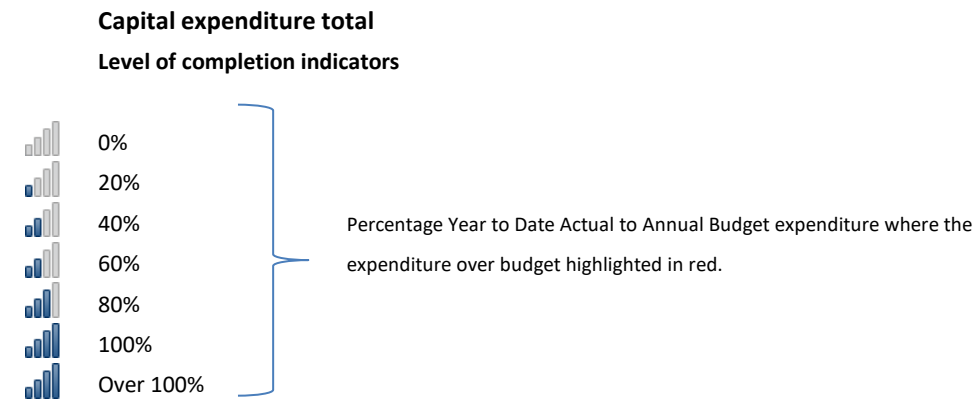 Capital expenditure total
Level of completion indicators
0%
20%
40%
60%
80%
100%
Over 100%
Percentage Year to Date Actual to Annual Budget expenditure where the
expenditure over budget highlighted in red.